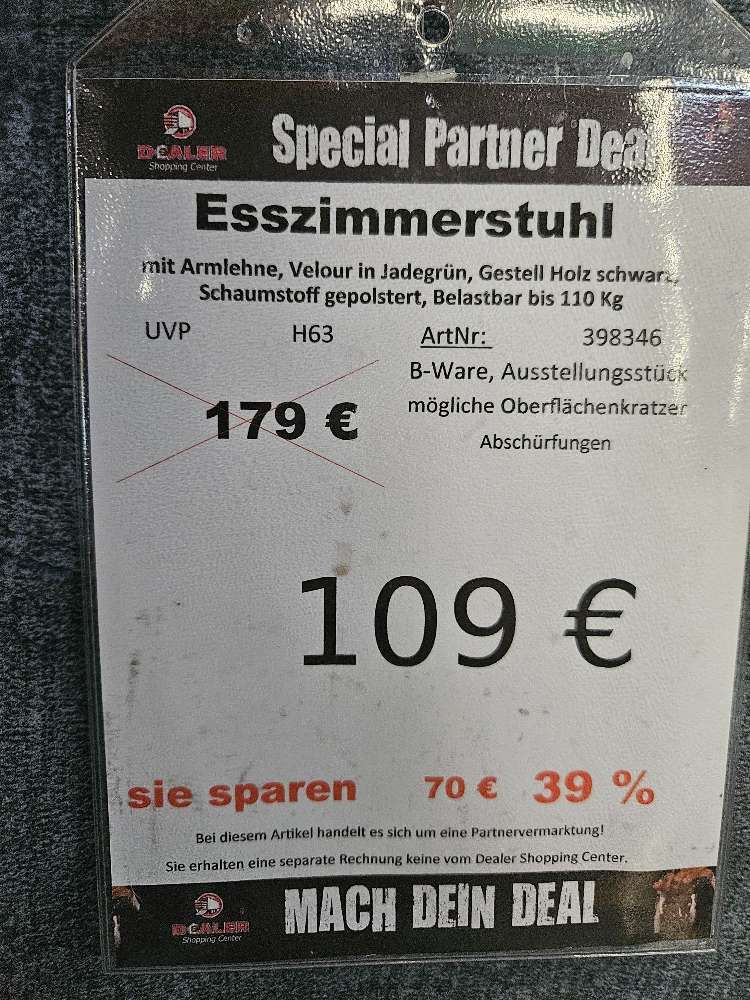 DEALER
Shopping Center
Special Partner Deal
Esszimmerstuhl
mit Armlehne, Velour in Jadegrün, Gestell Holz schwarz,
Schaumstoff gepolstert, Belastbar bis 110 Kg
UVP H63 ArtNr: 398346
B-Ware, Ausstellungsstück
179 €
mögliche Oberflächenkratzer
Abschürfungen
109 €
sie sparen 70 € 39 %
Bei diesem Artikel handelt es sich um eine Partnervermarktung!
Sie erhalten eine separate Rechnung keine vom Dealer Shopping Center.
DEALER
Shopping Center
MACH DEIN DEAL